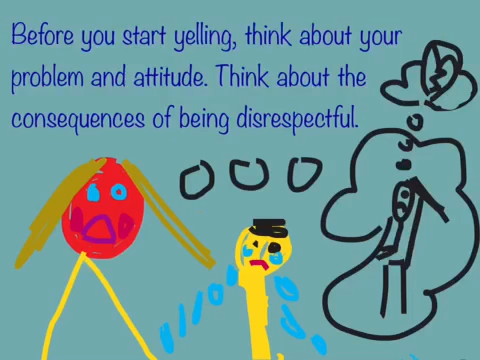 Before you start yelling, think about your
problem and attitude. Think about the
consequences of being disrespectful.